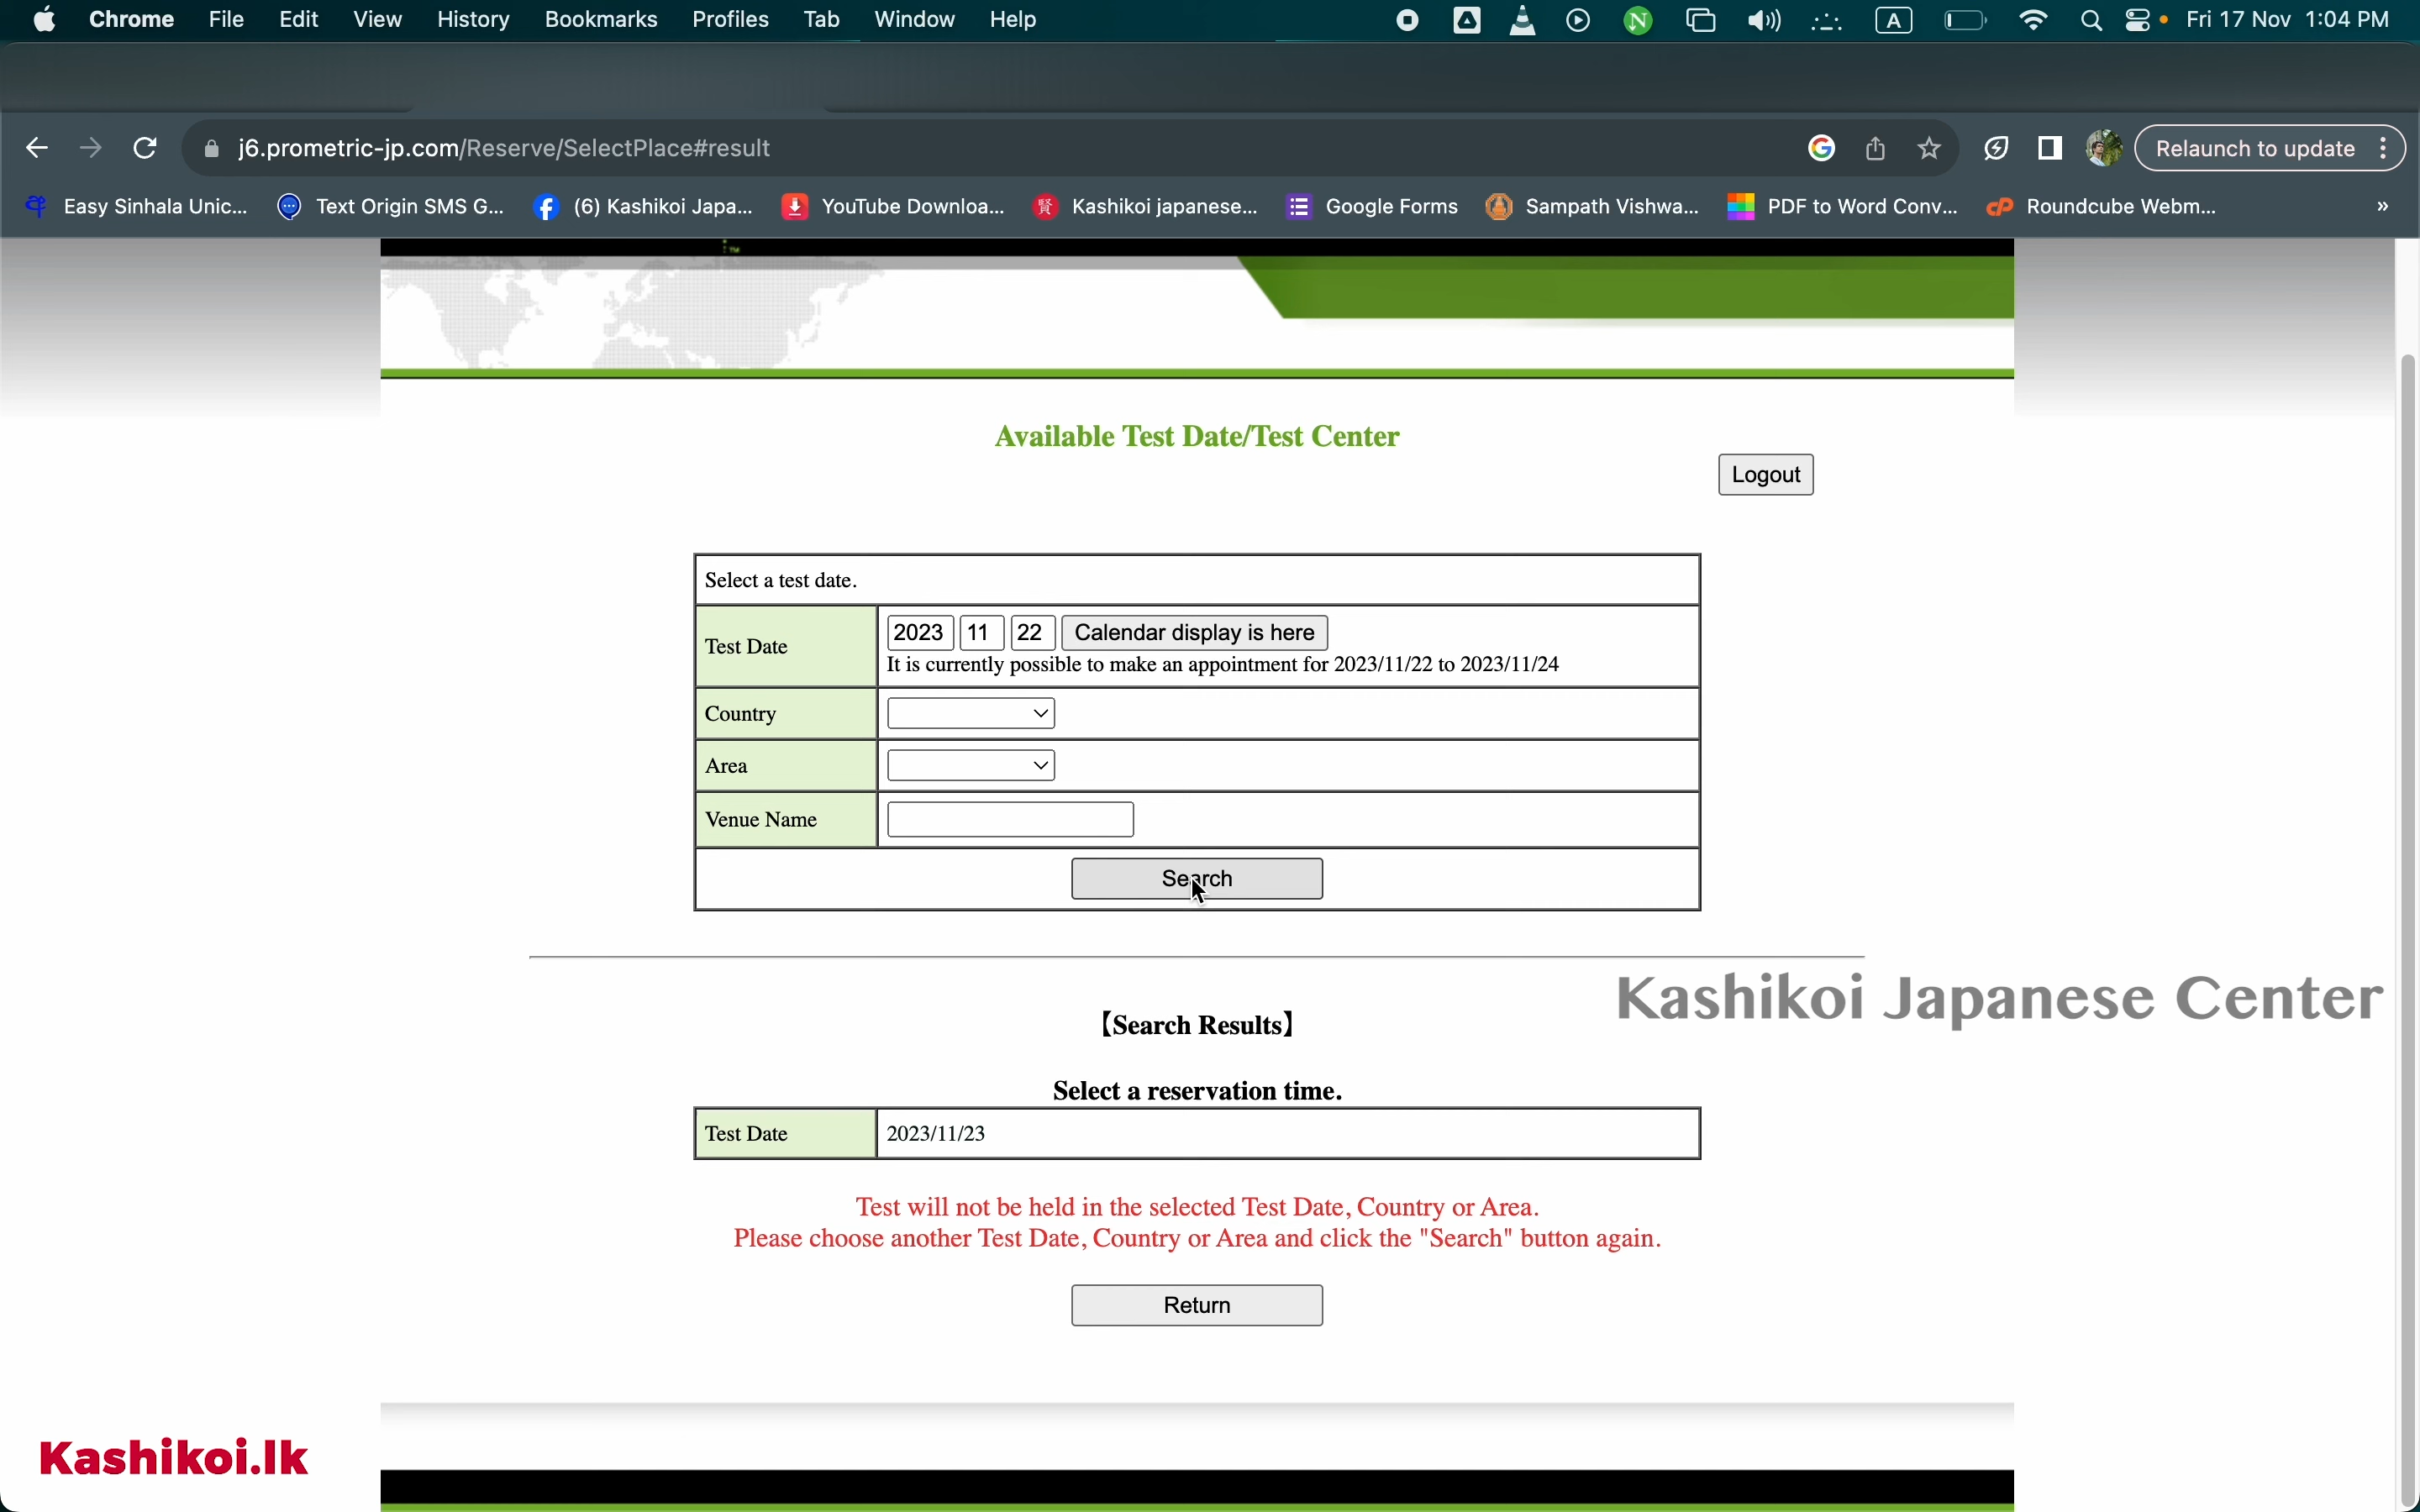 Chrome File Edit View History Bookmarks Profiles Tab Window Help A Fri 17 Nov 1:04 PM
j6.prometric-jp.com/Reserve/SelectPlace#result Relaunch to update
Easy Sinhala Unic... Text Origin SMS G... (6) Kashikoi Japa... YouTube Downloa... 賢 Kashikoi japanese... Google Forms Sampath Vishwa... PDF to Word Conv... Roundcube Webm... »
Available Test Date/Test Center
Logout
Select a test date.
Test Date 2023 11 22 Calendar display is here
It is currently possible to make an appointment for 2023/11/22 to 2023/11/24
Country
Area
Venue Name
Search
Kashikoi Japanese Center
【Search Results】
Select a reservation time.
Test Date 2023/11/23
Test will not be held in the selected Test Date, Country or Area.
Please choose another Test Date, Country or Area and click the "Search" button again.
Return
Kashikoi.lk